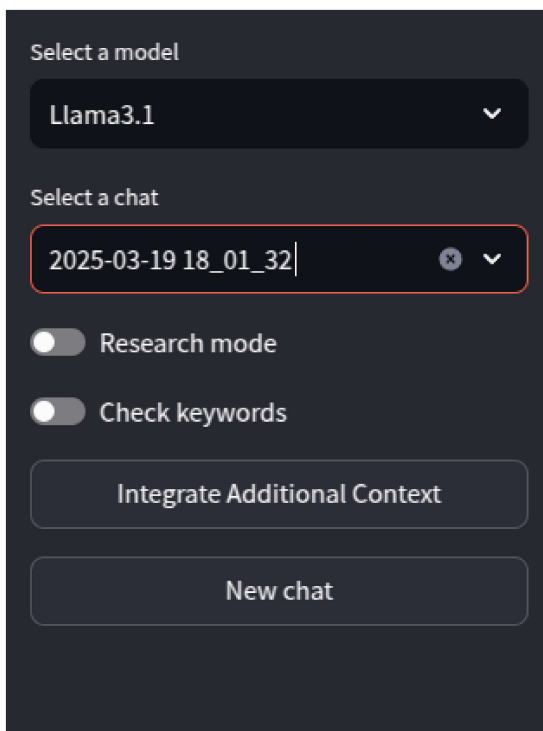 Select a model
Llama3.1
Select a chat
2025-03-19 18_01_32
Research mode
Check keywords
Integrate Additional Context
New chat